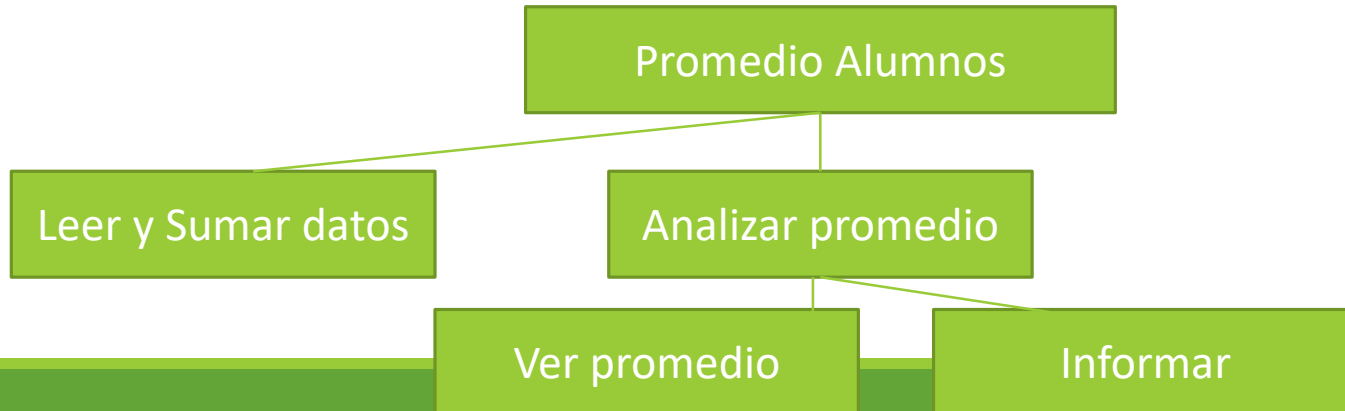 Promedio Alumnos
Leer y Sumar datos
Analizar promedio
Ver promedio
Informar